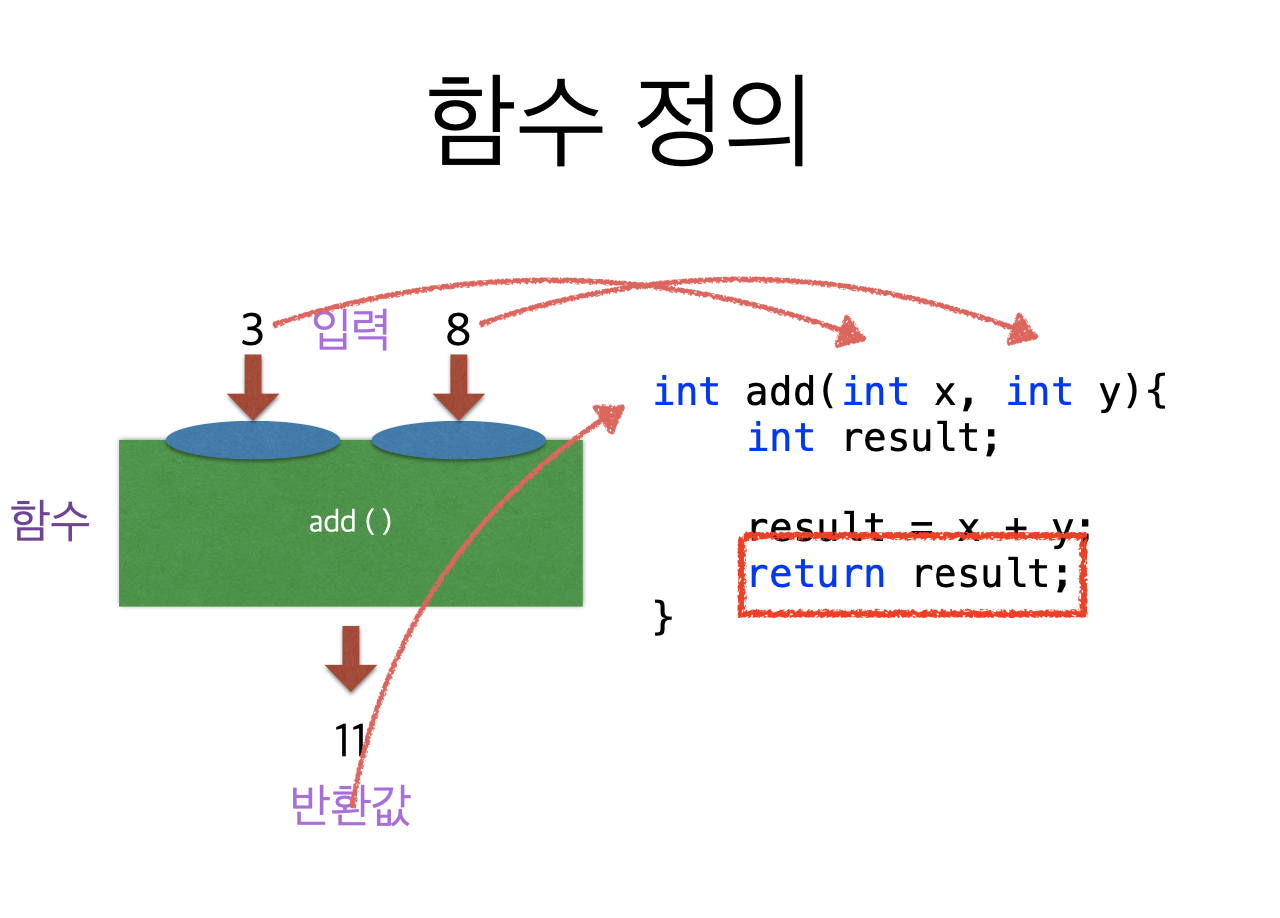 함수 정의
3 입력 8
함수
add ( )
11
반환값
int add(int x, int y){
int result;
result = x + y;
return result;
}